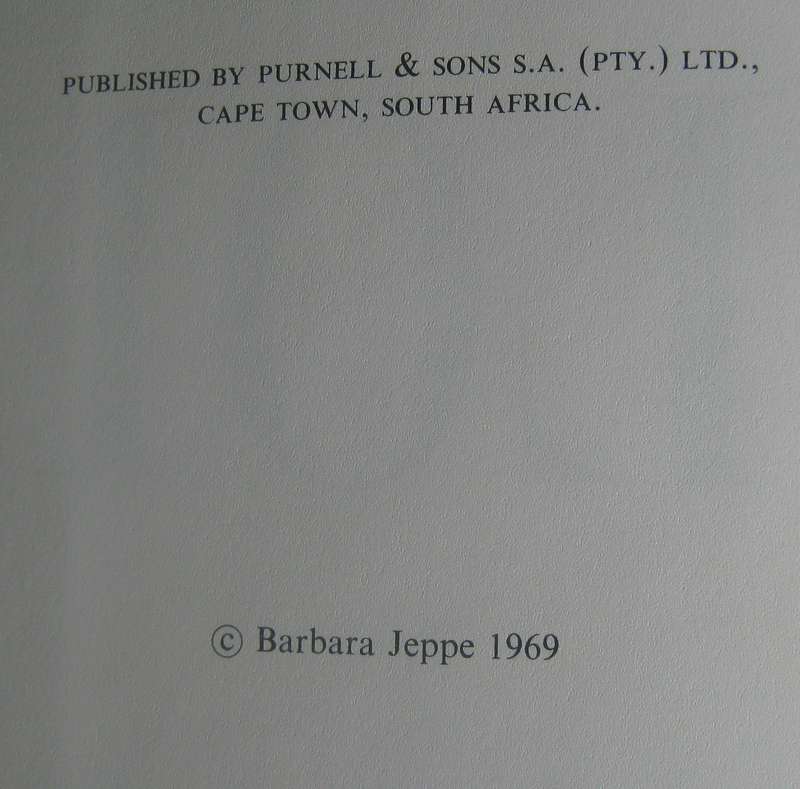 PUBLISHED BY PURNELL & SONS S.A. (PTY.) LTD.,
CAPE TOWN, SOUTH AFRICA.
© Barbara Jeppe 1969